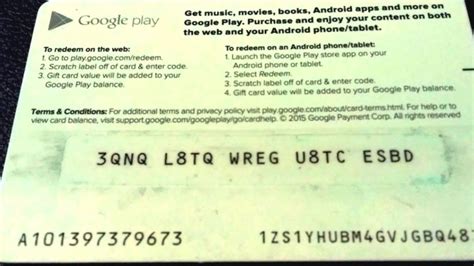 Google play
Get music, movies, books, Android apps and more on
Google Play. Purchase and enjoy your content on both
the web and your Android phone/tablet.
To redeem on the web:
1. Go to play.google.com/redeem.
2. Scratch label off of card & enter code.
3. Gift card value will be added to your
Google Play balance.
To redeem on an Android phone/tablet:
1. Launch the Google Play store app on your
Android phone or tablet.
2. Select Redeem.
3. Scratch label off of card & enter code.
4. Gift card value will be added to your
Google Play balance.
Terms & Conditions: For additional terms and privacy policy visit play.google.com/about/card-terms.html. For help or to
view card balance, visit support.google.com/googleplay/go/cardhelp. © 2015 Google Payment Corp. All rights reserved
3QNQ L8TQ WREG U8TC ESBD
A101397379673
1ZS1YHUBM4GVJGBQ487